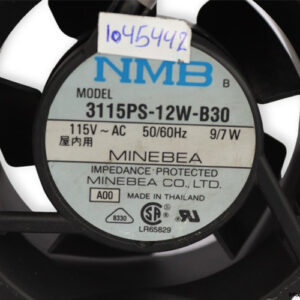 1045442
NMB B
MODEL
3115PS-12W-B30
115V ~ AC 50/60Hz 9/7W
屋内用
MINEBEA
IMPEDANCE PROTECTED
MINEBEA CO., LTD.
A00 MADE IN THAILAND
8330
LR65829